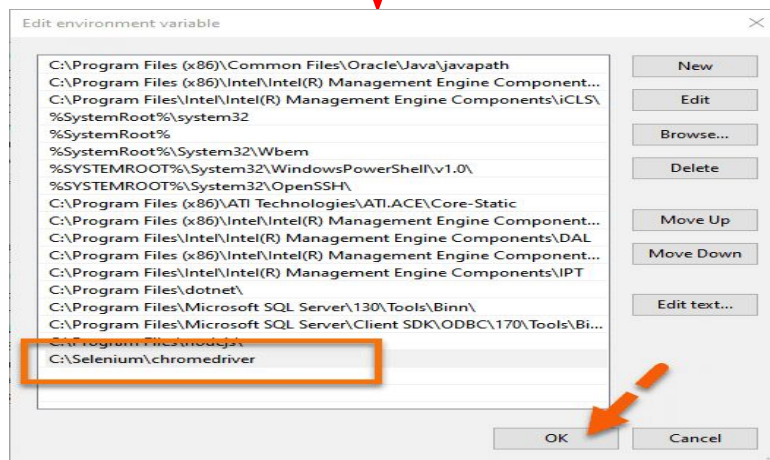 Edit environment variable
C:\Program Files (x86)\Common Files\Oracle\Java\javapath
New
C:\Program Files (x86)\Intel\Intel(R) Management Engine Component...
C:\Program Files\Intel\Intel(R) Management Engine Components\iCLS\
Edit
%SystemRoot%\system32
%SystemRoot%
Browse...
%SystemRoot%\System32\Wbem
%SYSTEMROOT%\System32\WindowsPowerShell\v1.0\
Delete
%SYSTEMROOT%\System32\OpenSSH\
C:\Program Files (x86)\ATI Technologies\ATI.ACE\Core-Static
C:\Program Files (x86)\Intel\Intel(R) Management Engine Component...
Move Up
C:\Program Files\Intel\Intel(R) Management Engine Components\DAL
C:\Program Files (x86)\Intel\Intel(R) Management Engine Component...
Move Down
C:\Program Files\Intel\Intel(R) Management Engine Components\IPT
C:\Program Files\dotnet\
C:\Program Files\Microsoft SQL Server\130\Tools\Binn\
Edit text...
C:\Program Files\Microsoft SQL Server\Client SDK\ODBC\170\Tools\Bi...
C:\Program Files\nodejs\
C:\Selenium\chromedriver
OK
Cancel